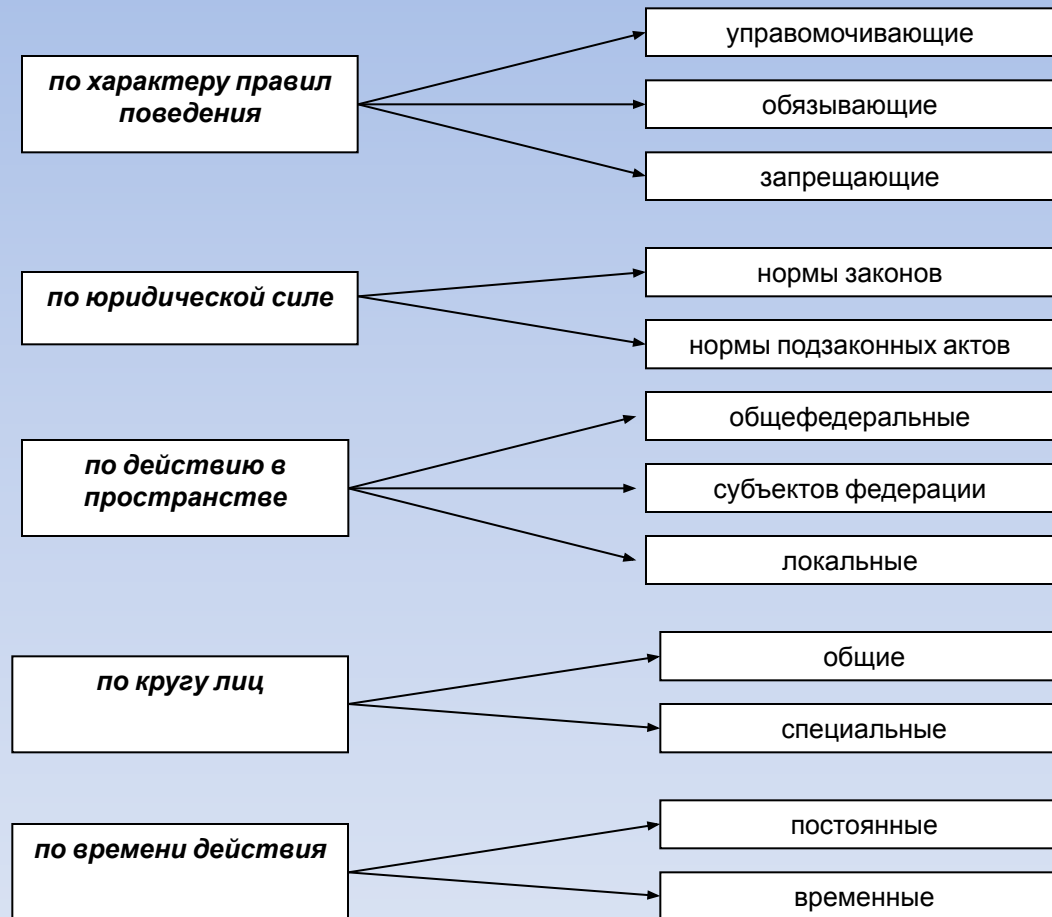 по характеру правил
поведения
управомочивающие
обязывающие
запрещающие
по юридической силе
нормы законов
нормы подзаконных актов
по действию в
пространстве
общефедеральные
субъектов федерации
локальные
по кругу лиц
общие
специальные
по времени действия
постоянные
временные